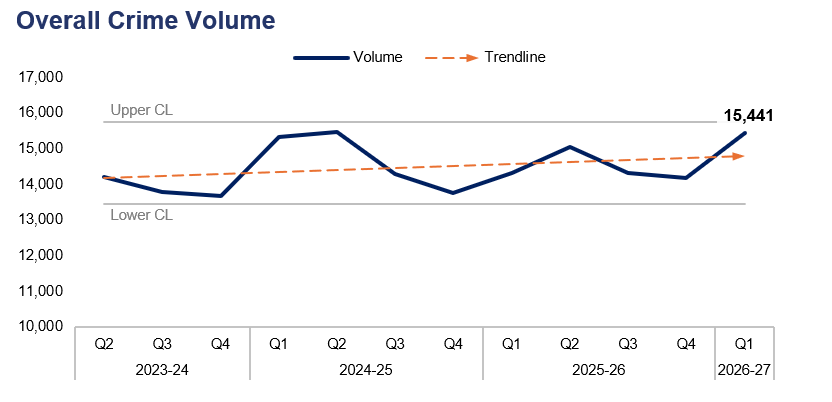 Overall Crime Volume
Volume Trendline
17,000
Upper CL
16,000
15,441
15,000
14,000
Lower CL
13,000
12,000
11,000
10,000
Q2 Q3 Q4 Q1 Q2 Q3 Q4 Q1 Q2 Q3 Q4 Q1
2023-24 2024-25 2025-26 2026-27